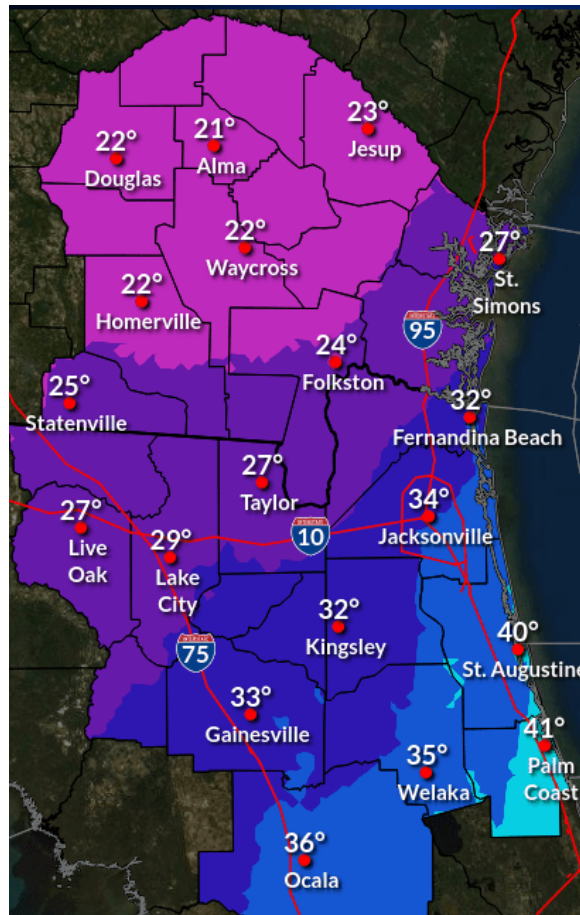 23°
Jesup
21°
Alma
22°
Douglas
22°
Waycross
27°
St.
Simons
22°
Homerville
95
24°
Folkston
25°
Statenville
32°
Fernandina Beach
27°
Taylor
34°
Jacksonville
27°
Live
Oak
10
29°
Lake
City
32°
Kingsley
40°
St. Augustine
75
33°
Gainesville
41°
Palm
Coast
35°
Welaka
36°
Ocala